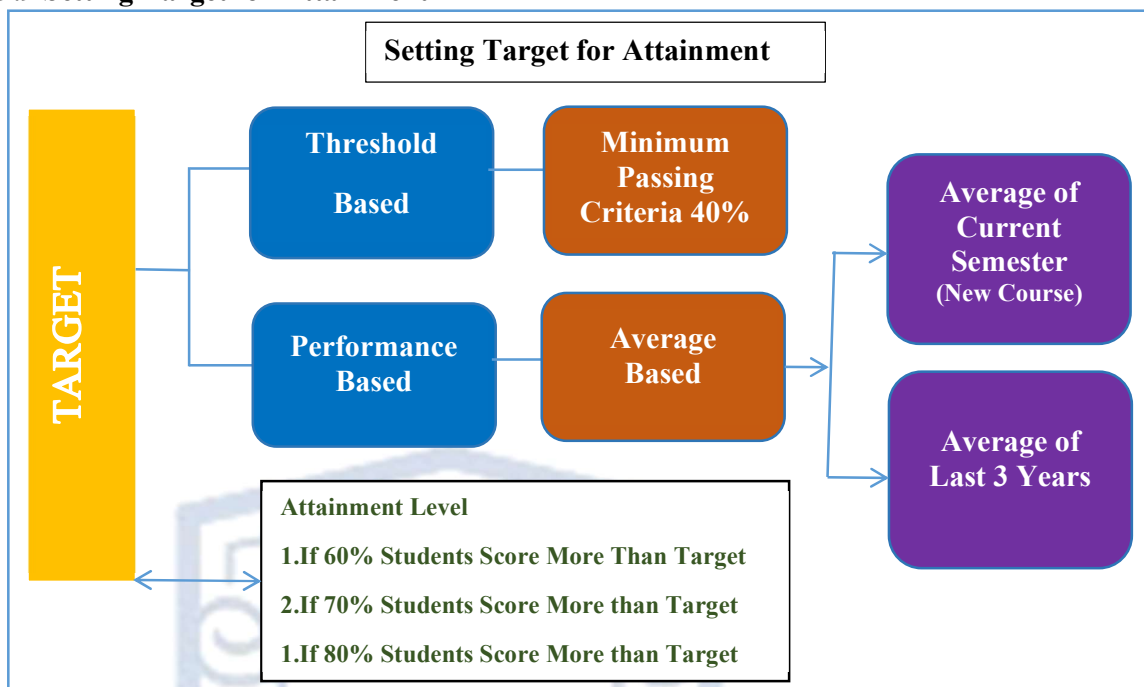 Setting Target for Attainment
TARGET
Threshold
Based
Minimum
Passing
Criteria 40%
Performance
Based
Average
Based
Average of
Current
Semester
(New Course)
Average of
Last 3 Years
Attainment Level
1.If 60% Students Score More Than Target
2.If 70% Students Score More than Target
1.If 80% Students Score More than Target